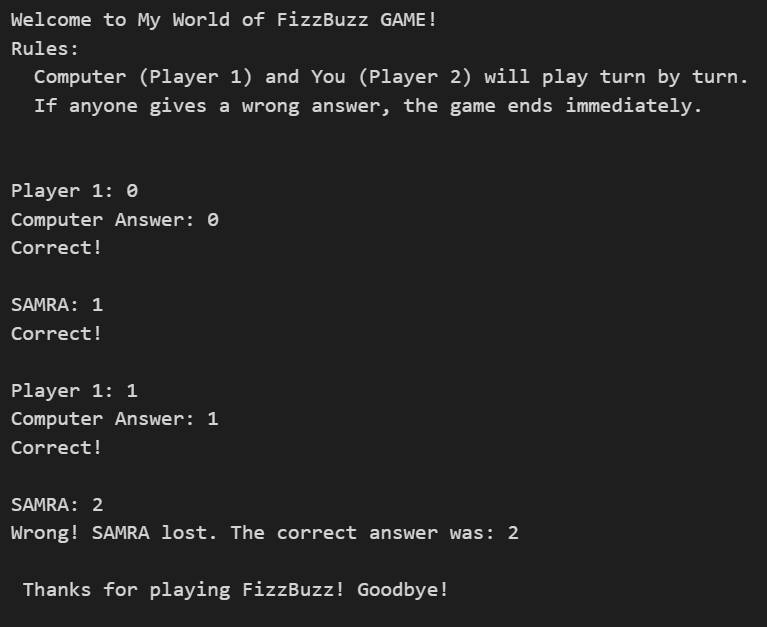 Welcome to My World of FizzBuzz GAME!
Rules:
  Computer (Player 1) and You (Player 2) will play turn by turn.
  If anyone gives a wrong answer, the game ends immediately.
Player 1: 0
Computer Answer: 0
Correct!
SAMRA: 1
Correct!
Player 1: 1
Computer Answer: 1
Correct!
SAMRA: 2
Wrong! SAMRA lost. The correct answer was: 2
 Thanks for playing FizzBuzz! Goodbye!